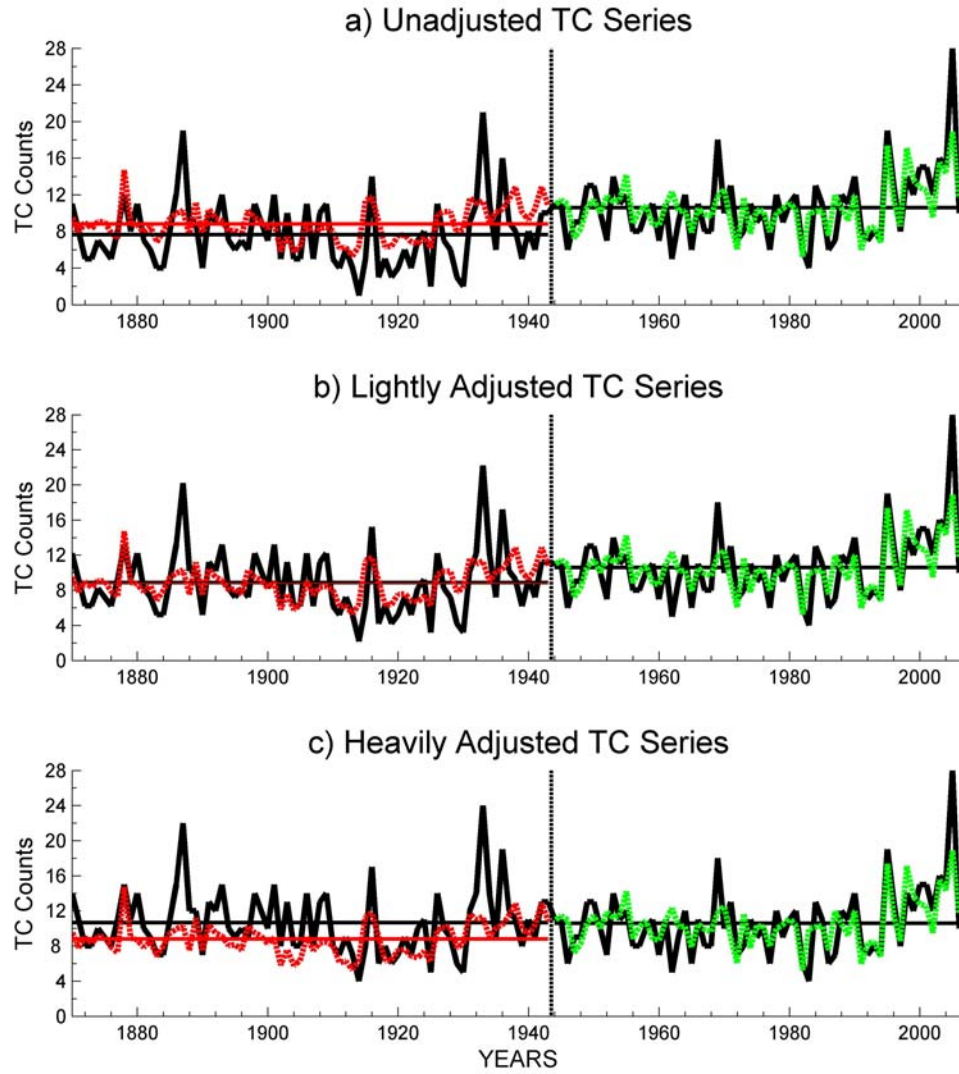 a) Unadjusted TC Series
28
24
20
16
12
8
4
0
TC Counts
1880 1900 1920 1940 1960 1980 2000
b) Lightly Adjusted TC Series
28
24
20
16
12
8
4
0
TC Counts
1880 1900 1920 1940 1960 1980 2000
c) Heavily Adjusted TC Series
28
24
20
16
12
8
4
0
TC Counts
1880 1900 1920 1940 1960 1980 2000
YEARS